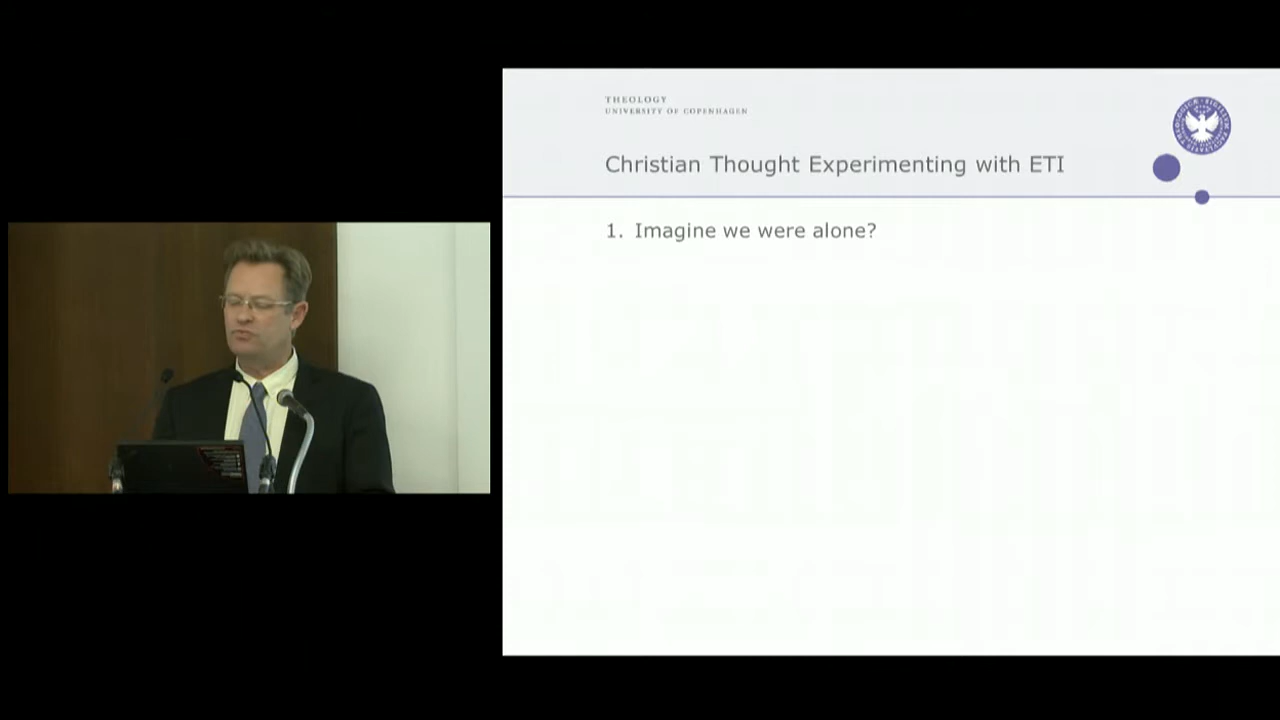 THEOLOGY
UNIVERSITY OF COPENHAGEN
Christian Thought Experimenting with ETI
1. Imagine we were alone?